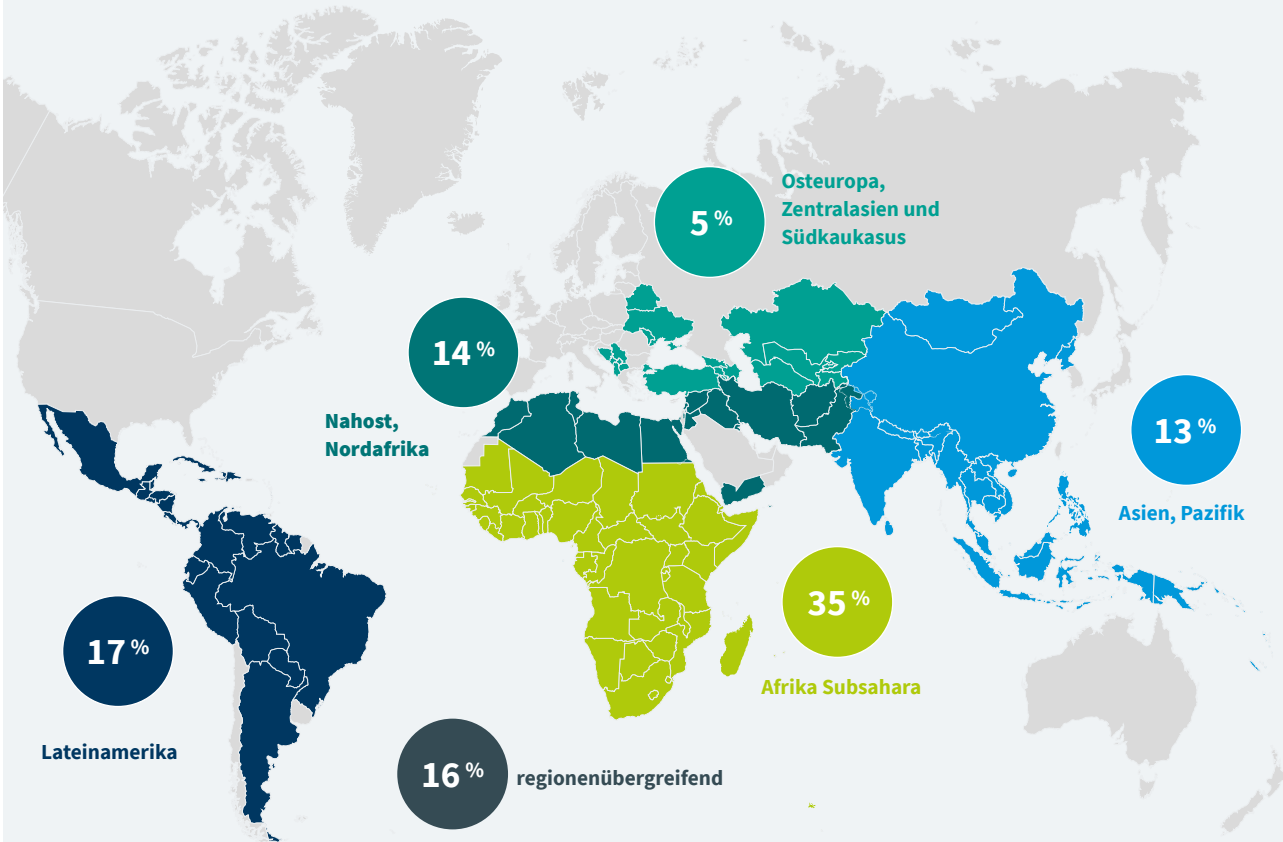 5 %
Osteuropa,
Zentralasien und
Südkaukasus
14 %
Nahost,
Nordafrika
13 %
Asien, Pazifik
35 %
Afrika Subsahara
17 %
Lateinamerika
16 %
regionenübergreifend